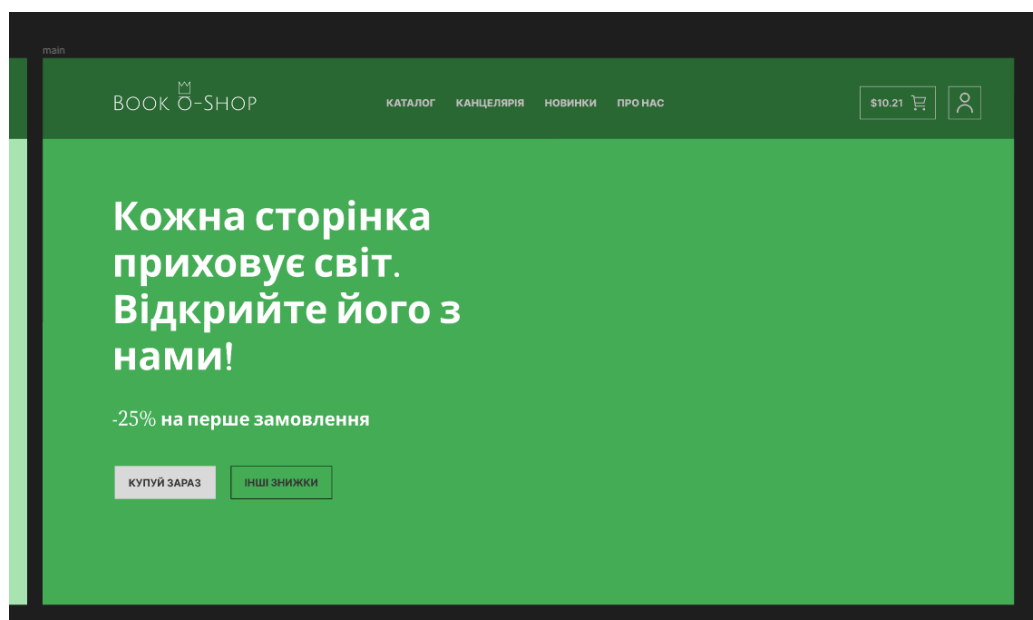 main
BOOK O-SHOP
КАТАЛОГ КАНЦЕЛЯРІЯ НОВИНКИ ПРО НАС
$10.21
Кожна сторінка
приховує світ.
Відкрийте його з
нами!
-25% на перше замовлення
КУПУЙ ЗАРАЗ ІНШІ ЗНИЖКИ